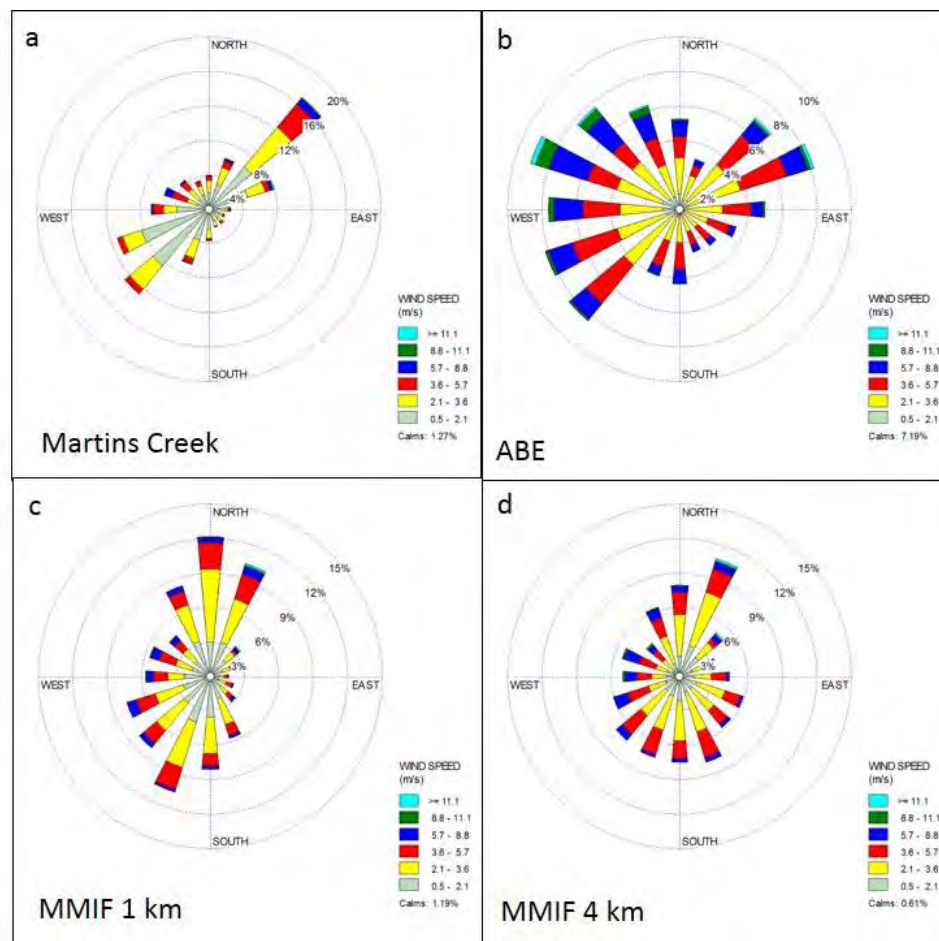 a
NORTH
20%
16%
12%
8%
4%
WEST
EAST
SOUTH
WIND SPEED
(m/s)
>= 11.1
8.8 - 11.1
5.7 - 8.8
3.6 - 5.7
2.1 - 3.6
0.5 - 2.1
Calms: 1.27%
Martins Creek
b
NORTH
10%
8%
6%
4%
2%
WEST
EAST
SOUTH
WIND SPEED
(m/s)
>= 11.1
8.8 - 11.1
5.7 - 8.8
3.6 - 5.7
2.1 - 3.6
0.5 - 2.1
Calms: 7.19%
ABE
c
NORTH
15%
12%
9%
6%
3%
WEST
EAST
SOUTH
WIND SPEED
(m/s)
>= 11.1
8.8 - 11.1
5.7 - 8.8
3.6 - 5.7
2.1 - 3.6
0.5 - 2.1
Calms: 1.19%
MMIF 1 km
d
NORTH
15%
12%
9%
6%
3%
WEST
EAST
SOUTH
WIND SPEED
(m/s)
>= 11.1
8.8 - 11.1
5.7 - 8.8
3.6 - 5.7
2.1 - 3.6
0.5 - 2.1
Calms: 0.61%
MMIF 4 km